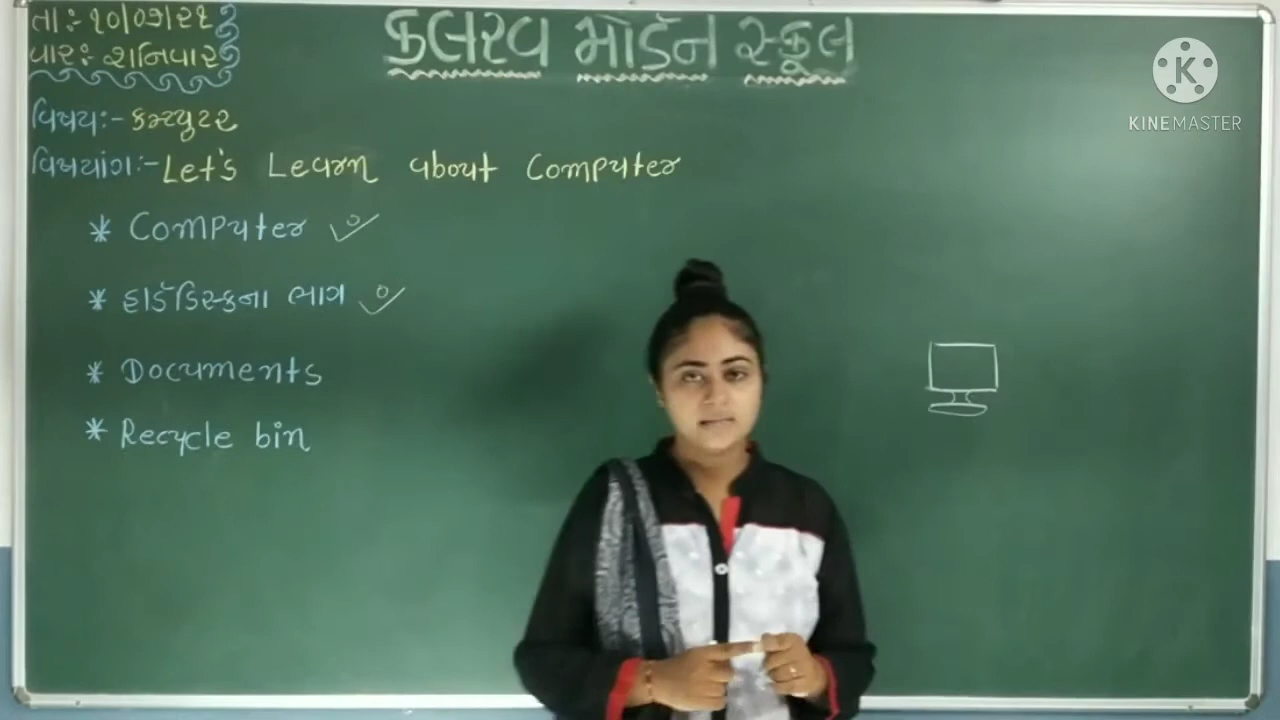 તા:- ૧૦/૦૭/૨૧
કલરવ મોર્ડન સ્કૂલ
વાર:- શનિવાર
વિષય:- કમ્પ્યુટર
વિષયાંગ:- Let's Learn about Computer
* Computer
* હાર્ડડિસ્કના ભાગ
* Documents
* Recycle bin
K
KINEMASTER